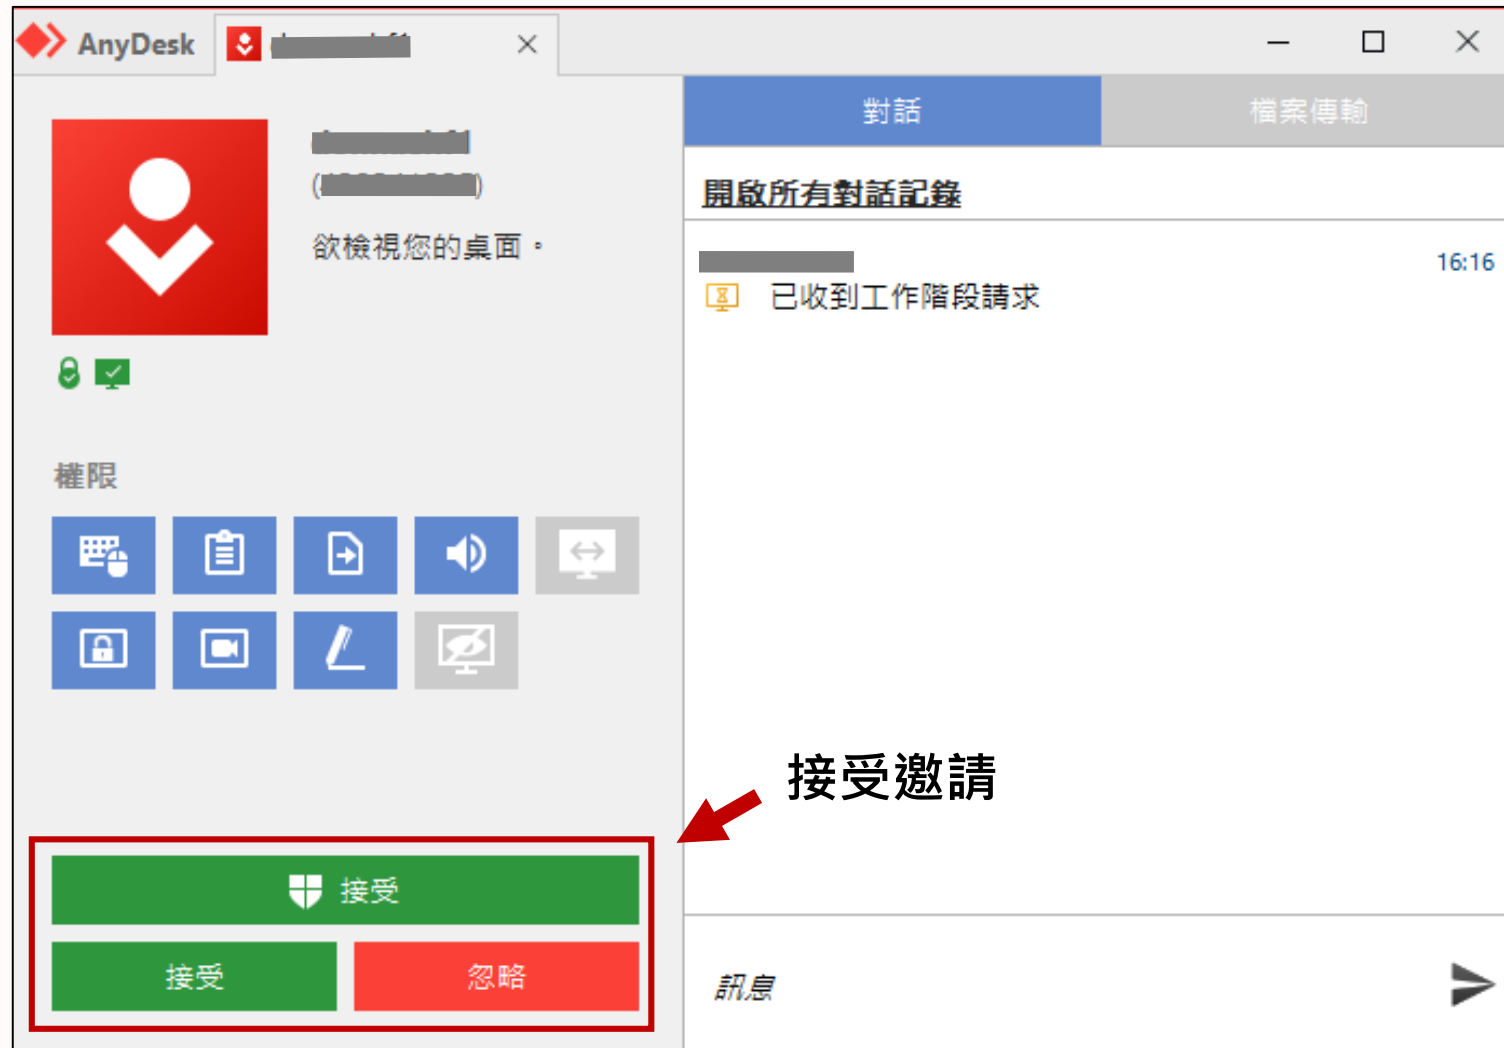 AnyDesk
欲檢視您的桌面。
權限
接受
接受
忽略
對話
檔案傳輸
開啟所有對話記錄
16:16
已收到工作階段請求
接受邀請
訊息